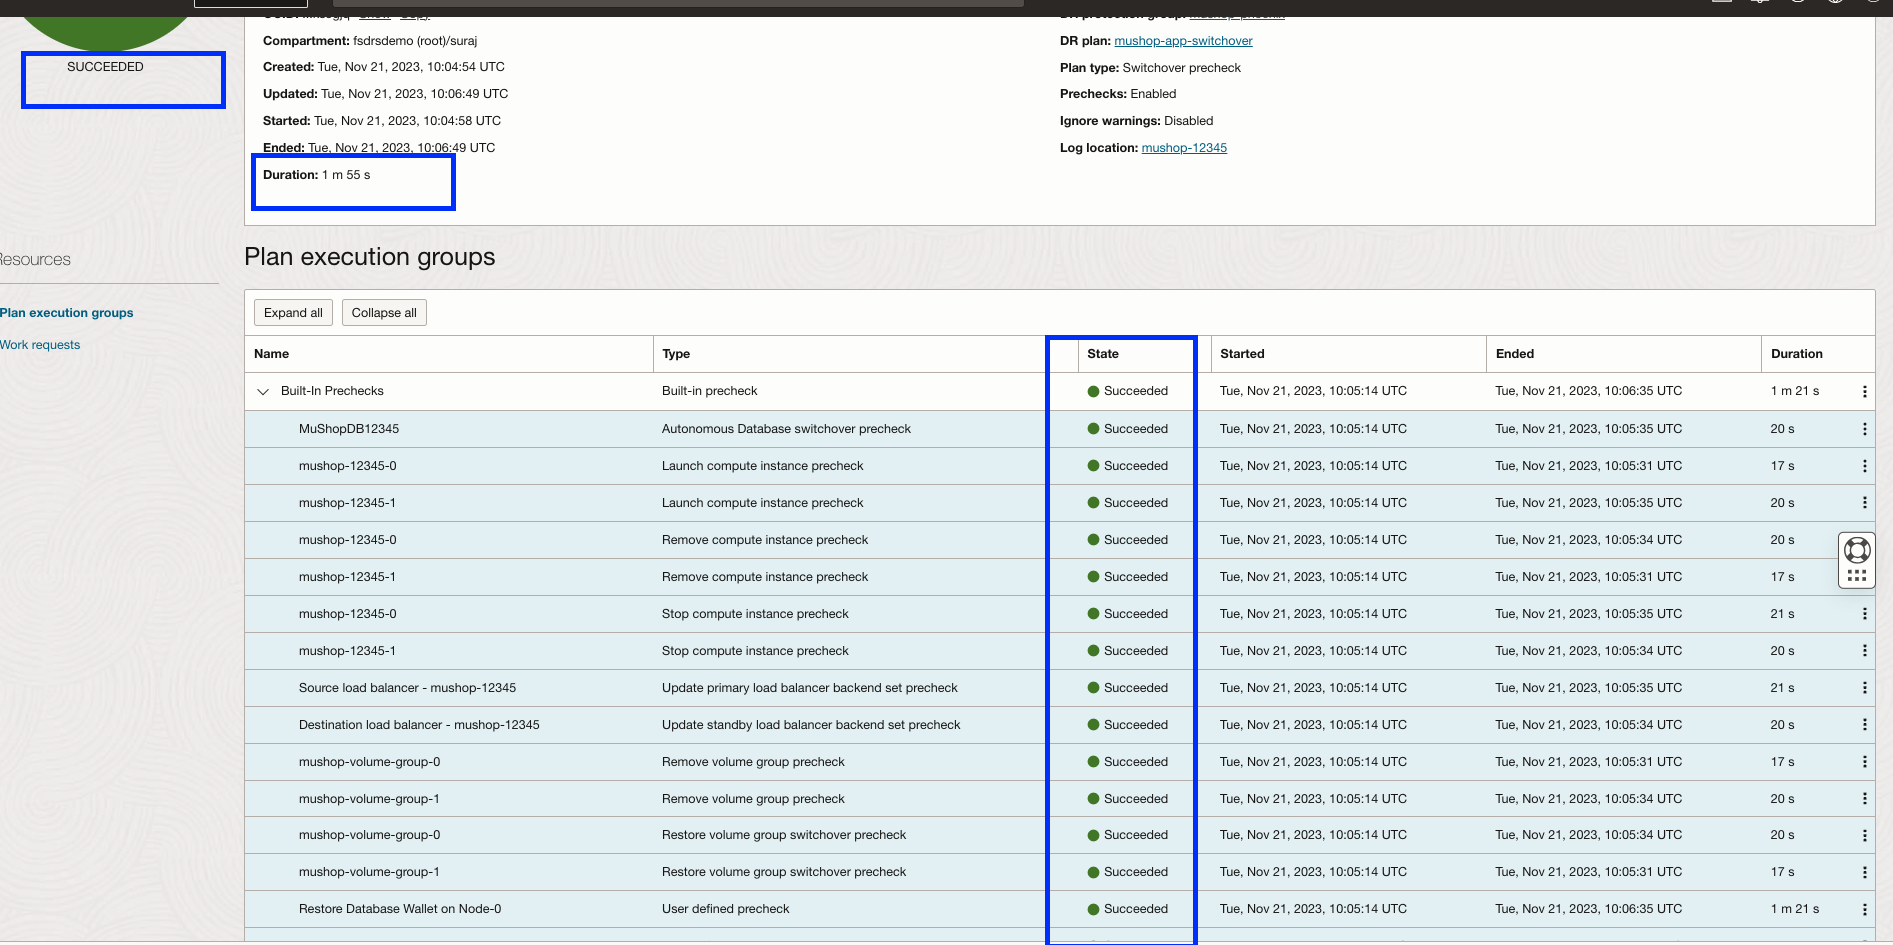 SUCCEEDED
Compartment: fsdrsdemo (root)/suraj
Created: Tue, Nov 21, 2023, 10:04:54 UTC
Updated: Tue, Nov 21, 2023, 10:06:49 UTC
Started: Tue, Nov 21, 2023, 10:04:58 UTC
Ended: Tue, Nov 21, 2023, 10:06:49 UTC
Duration: 1 m 55 s
DR plan: mushop-app-switchover
Plan type: Switchover precheck
Prechecks: Enabled
Ignore warnings: Disabled
Log location: mushop-12345
Resources
Plan execution groups
Work requests
Plan execution groups
Expand all Collapse all
Name Type State Started Ended Duration
Built-In Prechecks Built-in precheck Succeeded Tue, Nov 21, 2023, 10:05:14 UTC Tue, Nov 21, 2023, 10:06:35 UTC 1 m 21 s
MuShopDB12345 Autonomous Database switchover precheck Succeeded Tue, Nov 21, 2023, 10:05:14 UTC Tue, Nov 21, 2023, 10:05:35 UTC 20 s
mushop-12345-0 Launch compute instance precheck Succeeded Tue, Nov 21, 2023, 10:05:14 UTC Tue, Nov 21, 2023, 10:05:31 UTC 17 s
mushop-12345-1 Launch compute instance precheck Succeeded Tue, Nov 21, 2023, 10:05:14 UTC Tue, Nov 21, 2023, 10:05:35 UTC 20 s
mushop-12345-0 Remove compute instance precheck Succeeded Tue, Nov 21, 2023, 10:05:14 UTC Tue, Nov 21, 2023, 10:05:34 UTC 20 s
mushop-12345-1 Remove compute instance precheck Succeeded Tue, Nov 21, 2023, 10:05:14 UTC Tue, Nov 21, 2023, 10:05:31 UTC 17 s
mushop-12345-0 Stop compute instance precheck Succeeded Tue, Nov 21, 2023, 10:05:14 UTC Tue, Nov 21, 2023, 10:05:35 UTC 21 s
mushop-12345-1 Stop compute instance precheck Succeeded Tue, Nov 21, 2023, 10:05:14 UTC Tue, Nov 21, 2023, 10:05:34 UTC 20 s
Source load balancer - mushop-12345 Update primary load balancer backend set precheck Succeeded Tue, Nov 21, 2023, 10:05:14 UTC Tue, Nov 21, 2023, 10:05:35 UTC 21 s
Destination load balancer - mushop-12345 Update standby load balancer backend set precheck Succeeded Tue, Nov 21, 2023, 10:05:14 UTC Tue, Nov 21, 2023, 10:05:34 UTC 20 s
mushop-volume-group-0 Remove volume group precheck Succeeded Tue, Nov 21, 2023, 10:05:14 UTC Tue, Nov 21, 2023, 10:05:31 UTC 17 s
mushop-volume-group-1 Remove volume group precheck Succeeded Tue, Nov 21, 2023, 10:05:14 UTC Tue, Nov 21, 2023, 10:05:34 UTC 20 s
mushop-volume-group-0 Restore volume group switchover precheck Succeeded Tue, Nov 21, 2023, 10:05:14 UTC Tue, Nov 21, 2023, 10:05:34 UTC 20 s
mushop-volume-group-1 Restore volume group switchover precheck Succeeded Tue, Nov 21, 2023, 10:05:14 UTC Tue, Nov 21, 2023, 10:05:31 UTC 17 s
Restore Database Wallet on Node-0 User defined precheck Succeeded Tue, Nov 21, 2023, 10:05:14 UTC Tue, Nov 21, 2023, 10:06:35 UTC 1 m 21 s